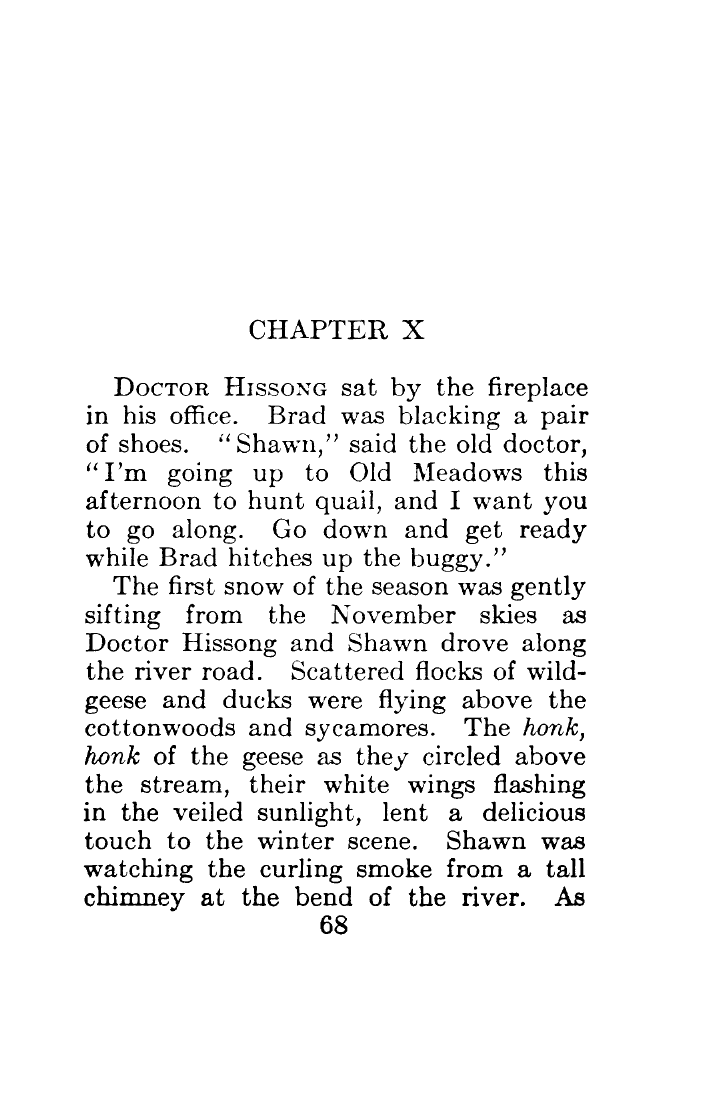 CHAPTER X
DOCTOR HISSONG sat by the fireplace
in his office. Brad was blacking a pair
of shoes. "Shawn," said the old doctor,
"I'm going up to Old Meadows this
afternoon to hunt quail, and I want you
to go along. Go down and get ready
while Brad hitches up the buggy."
The first snow of the season was gently
sifting from the November skies as
Doctor Hissong and Shawn drove along
the river road. Scattered flocks of wild-
geese and ducks were flying above the
cottonwoods and sycamores. The honk,
honk of the geese as they circled above
the stream, their white wings flashing
in the veiled sunlight, lent a delicious
touch to the winter scene. Shawn was
watching the curling smoke from a tall
chimney at the bend of the river. As
68